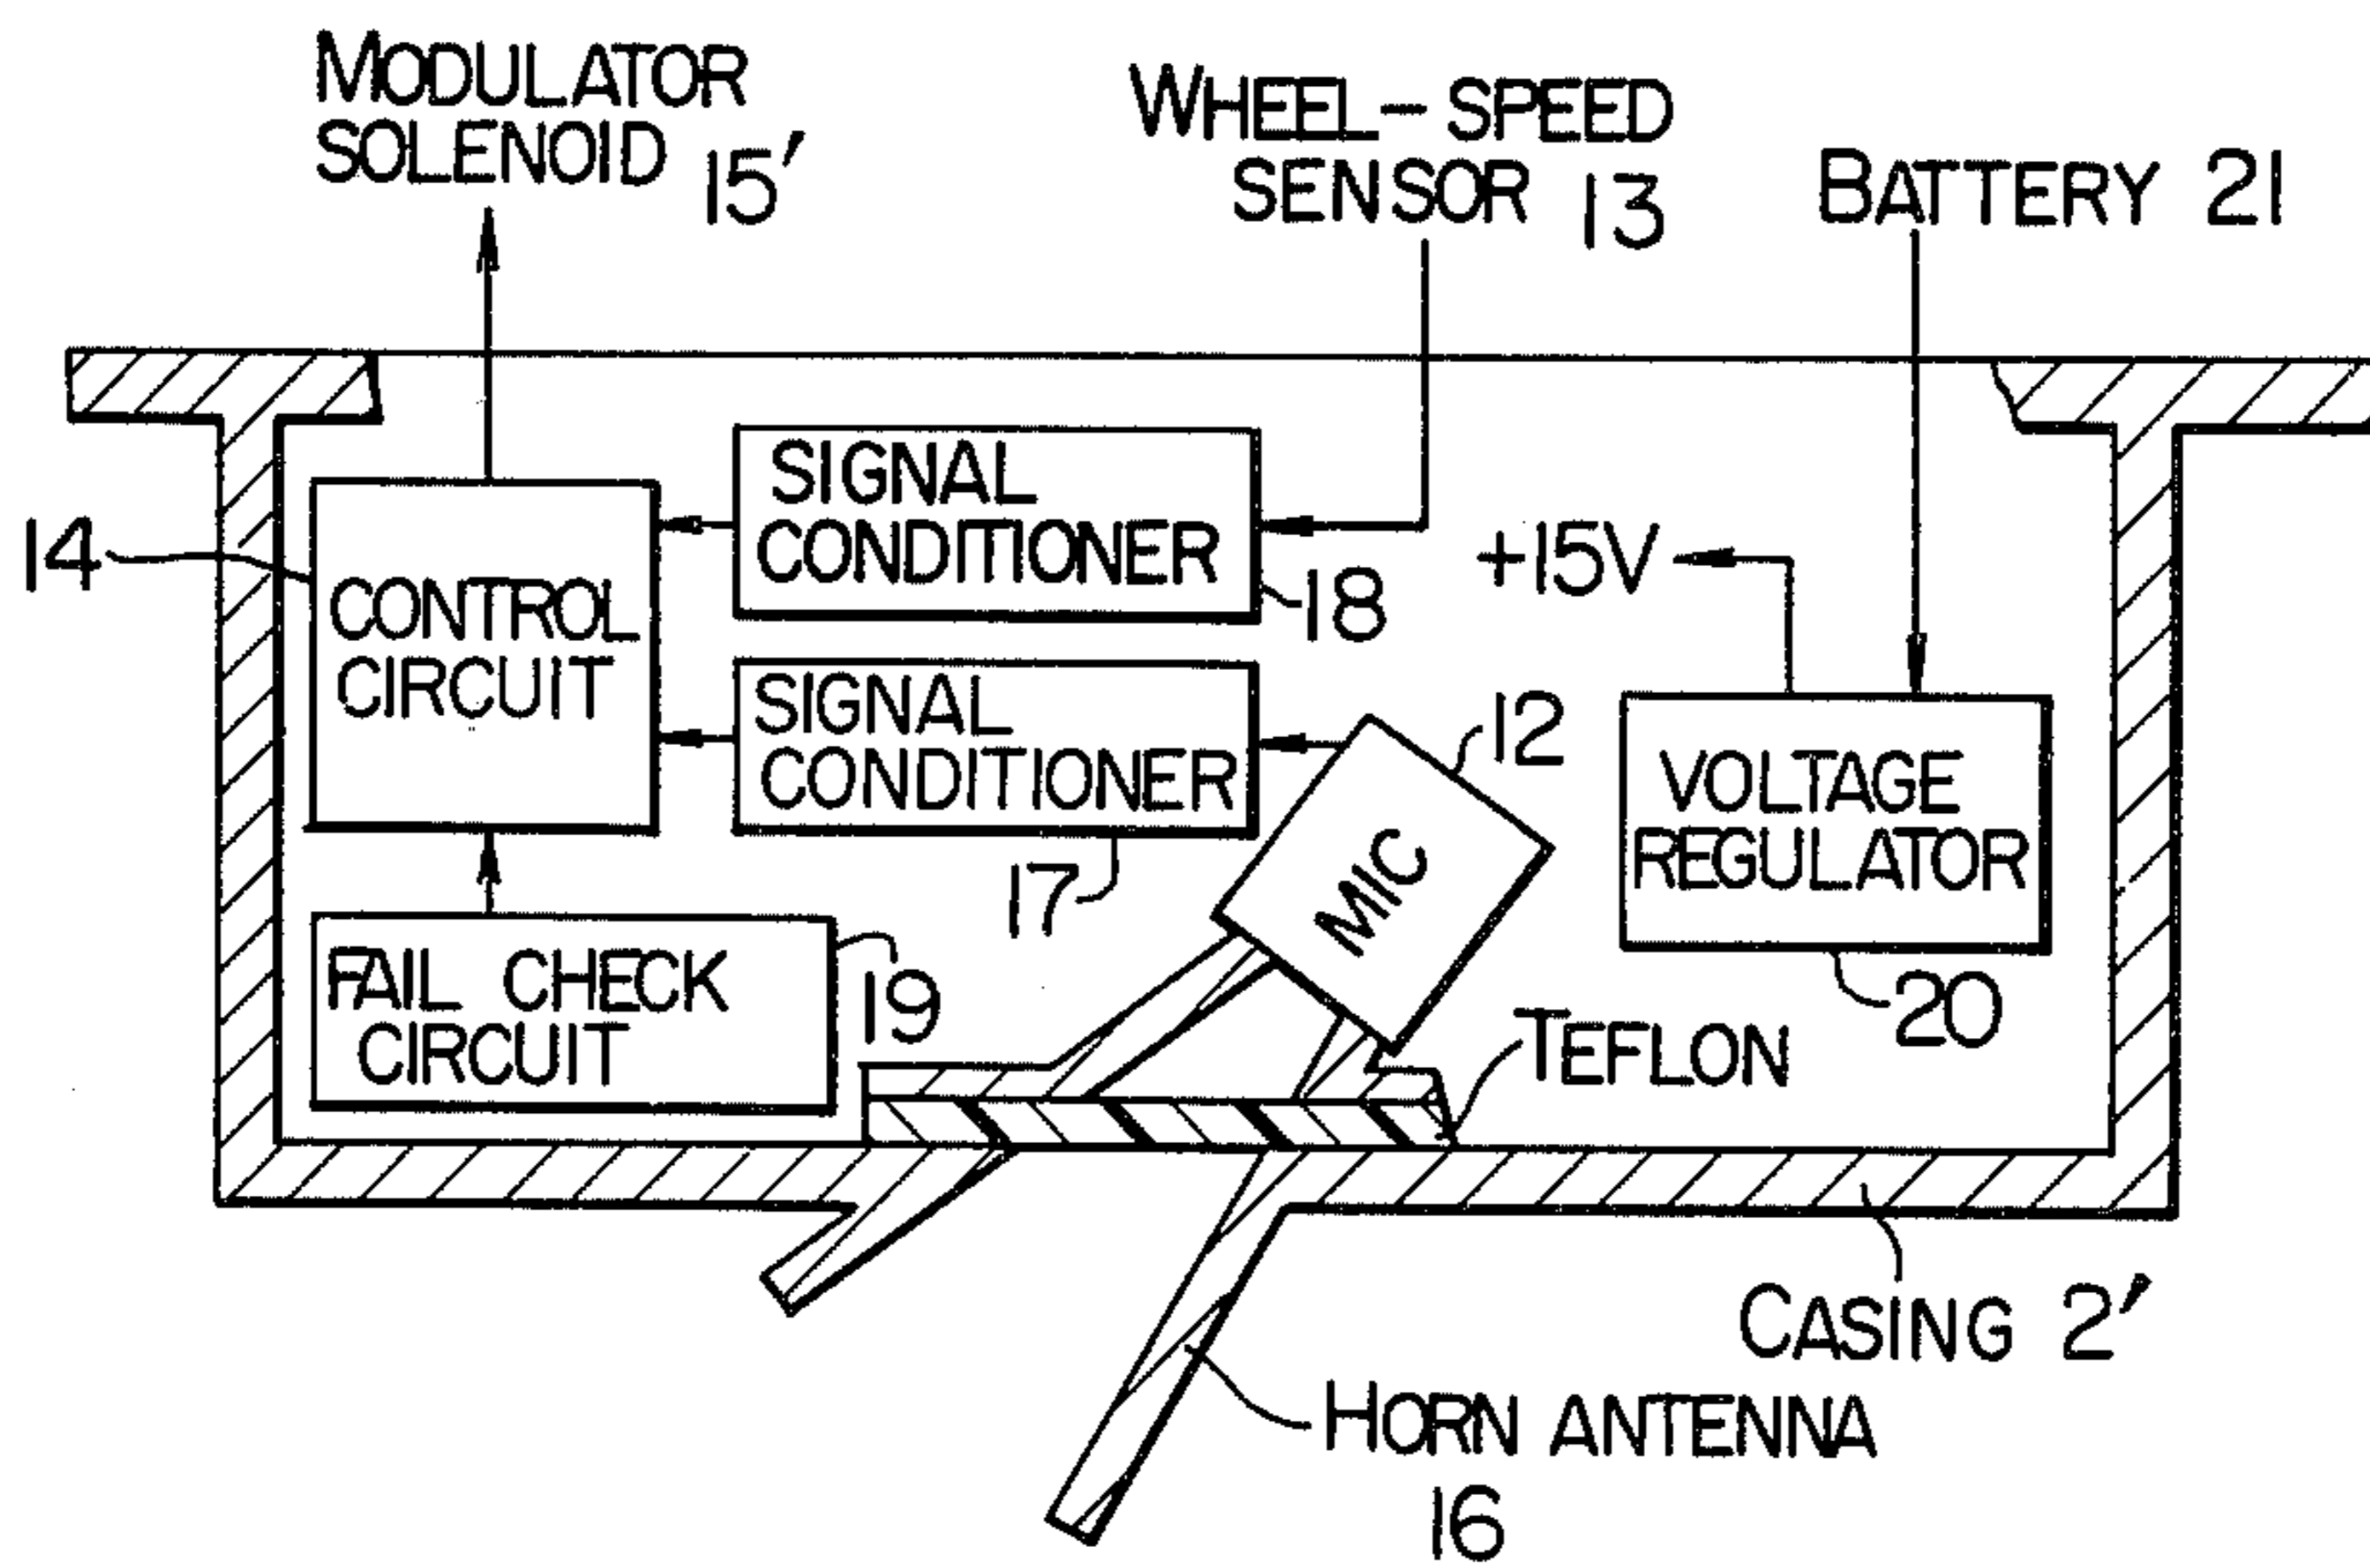 MODULATOR
SOLENOID 15'
WHEEL-SPEED
SENSOR 13
BATTERY 21
14
CONTROL
CIRCUIT
SIGNAL
CONDITIONER
18
+15V
SIGNAL
CONDITIONER
17
12
MIC
VOLTAGE
REGULATOR
20
FAIL CHECK
CIRCUIT
19
TEFLON
CASING 2'
HORN ANTENNA
16